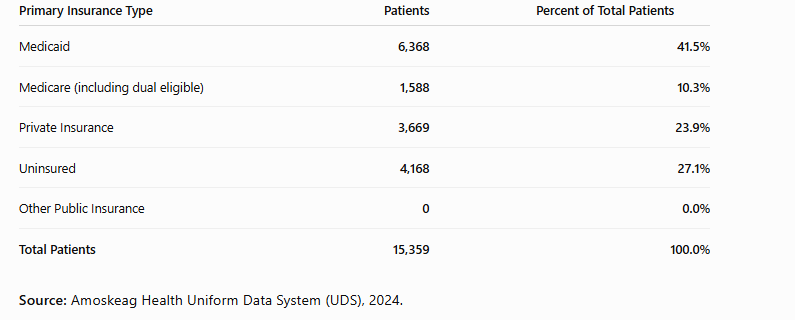 Primary Insurance Type Patients Percent of Total Patients
Medicaid 6,368 41.5%
Medicare (including dual eligible) 1,588 10.3%
Private Insurance 3,669 23.9%
Uninsured 4,168 27.1%
Other Public Insurance 0 0.0%
Total Patients 15,359 100.0%
Source: Amoskeag Health Uniform Data System (UDS), 2024.